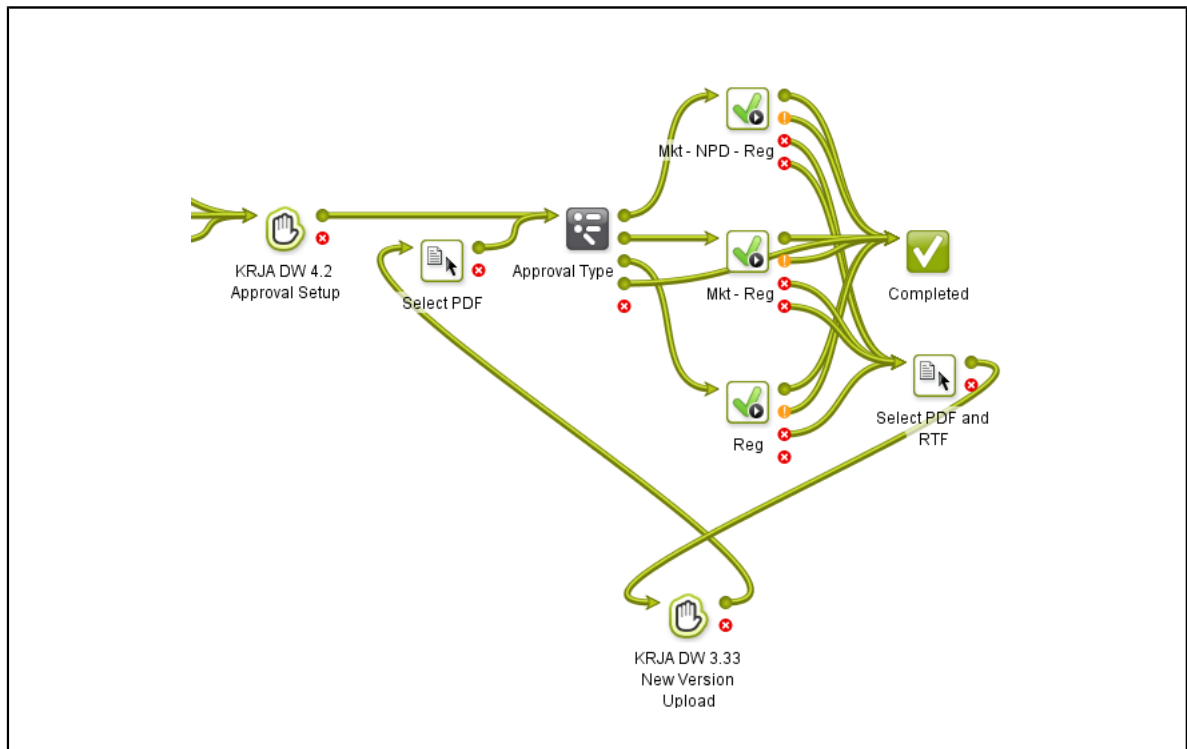 Mkt - NPD - Reg
KRJA DW 4.2
Approval Setup
Select PDF
Approval Type
Mkt - Reg
Completed
Reg
Select PDF and
RTF
KRJA DW 3.33
New Version
Upload